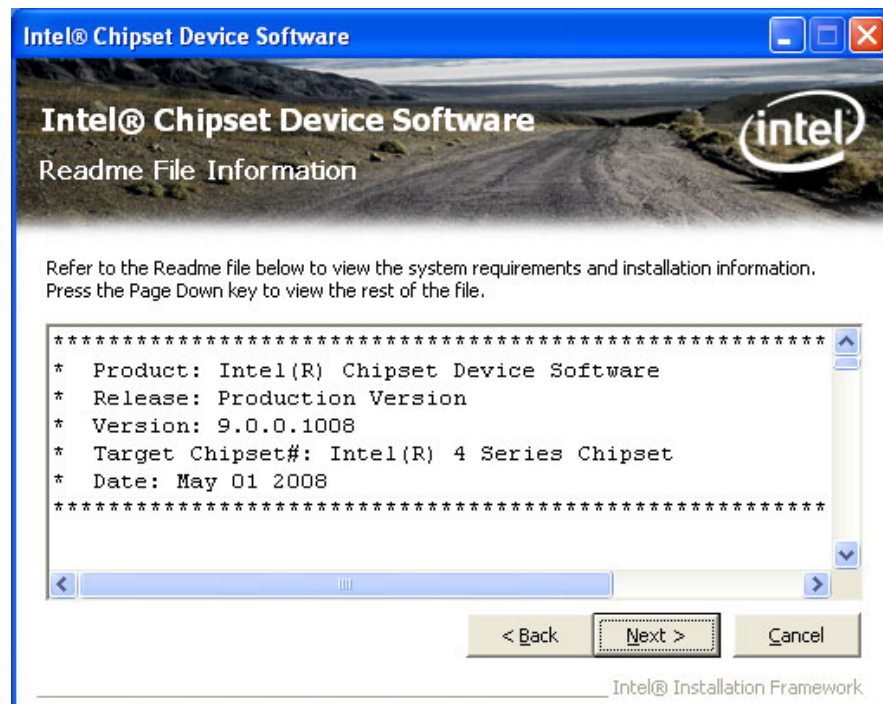 Intel® Chipset Device Software
Intel® Chipset Device Software
intel
Readme File Information
Refer to the Readme file below to view the system requirements and installation information.
Press the Page Down key to view the rest of the file.
********************************************************
* Product: Intel(R) Chipset Device Software
* Release: Production Version
* Version: 9.0.0.1008
* Target Chipset#: Intel(R) 4 Series Chipset
* Date: May 01 2008
********************************************************
< Back
Next >
Cancel
Intel® Installation Framework